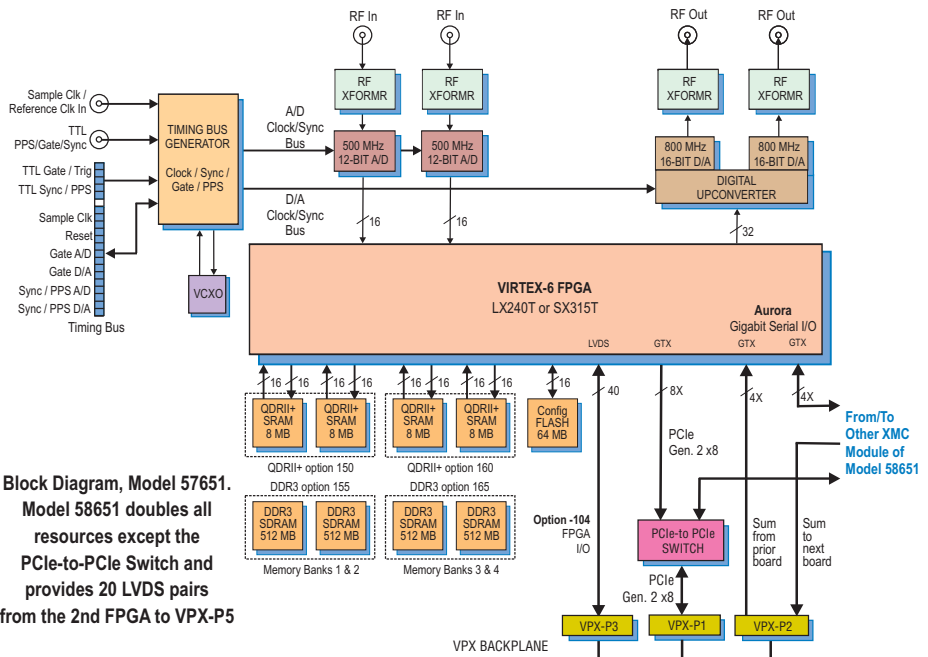 RF In
RF In
RF Out
RF Out
Sample Clk /
Reference Clk In
TTL
PPS/Gate/Sync
TTL Gate / Trig
TTL Sync / PPS
Sample Clk
Reset
Gate A/D
Gate D/A
Sync / PPS A/D
Sync / PPS D/A
Timing Bus
TIMING BUS
GENERATOR
Clock / Sync /
Gate / PPS
VCXO
A/D
Clock/Sync
Bus
D/A
Clock/Sync
Bus
RF
XFORMR
RF
XFORMR
500 MHz
12-BIT A/D
500 MHz
12-BIT A/D
16
16
RF
XFORMR
RF
XFORMR
800 MHz
16-BIT D/A
800 MHz
16-BIT D/A
DIGITAL
UPCONVERTER
32
VIRTEX-6 FPGA
LX240T or SX315T
Aurora
Gigabit Serial I/O
LVDS
GTX
GTX
GTX
16
16
16
16
16
16
16
16
16
40
8X
4X
4X
QDRII+
SRAM
8 MB
QDRII+
SRAM
8 MB
QDRII+
SRAM
8 MB
QDRII+
SRAM
8 MB
Config
FLASH
64 MB
QDRII+ option 150
QDRII+ option 160
DDR3 option 155
DDR3 option 165
DDR3
SDRAM
512 MB
DDR3
SDRAM
512 MB
DDR3
SDRAM
512 MB
DDR3
SDRAM
512 MB
Memory Banks 1 & 2
Memory Banks 3 & 4
PCIe
Gen. 2 x8
From/To
Other XMC
Module of
Model 58651
Option -104
FPGA
I/O
PCIe-to PCIe
SWITCH
Sum
from
prior
board
Sum
to
next
board
PCIe
Gen. 2 x8
VPX-P3
VPX-P1
VPX-P2
VPX BACKPLANE
Block Diagram, Model 57651.
Model 58651 doubles all
resources except the
PCIe-to-PCIe Switch and
provides 20 LVDS pairs
from the 2nd FPGA to VPX-P5